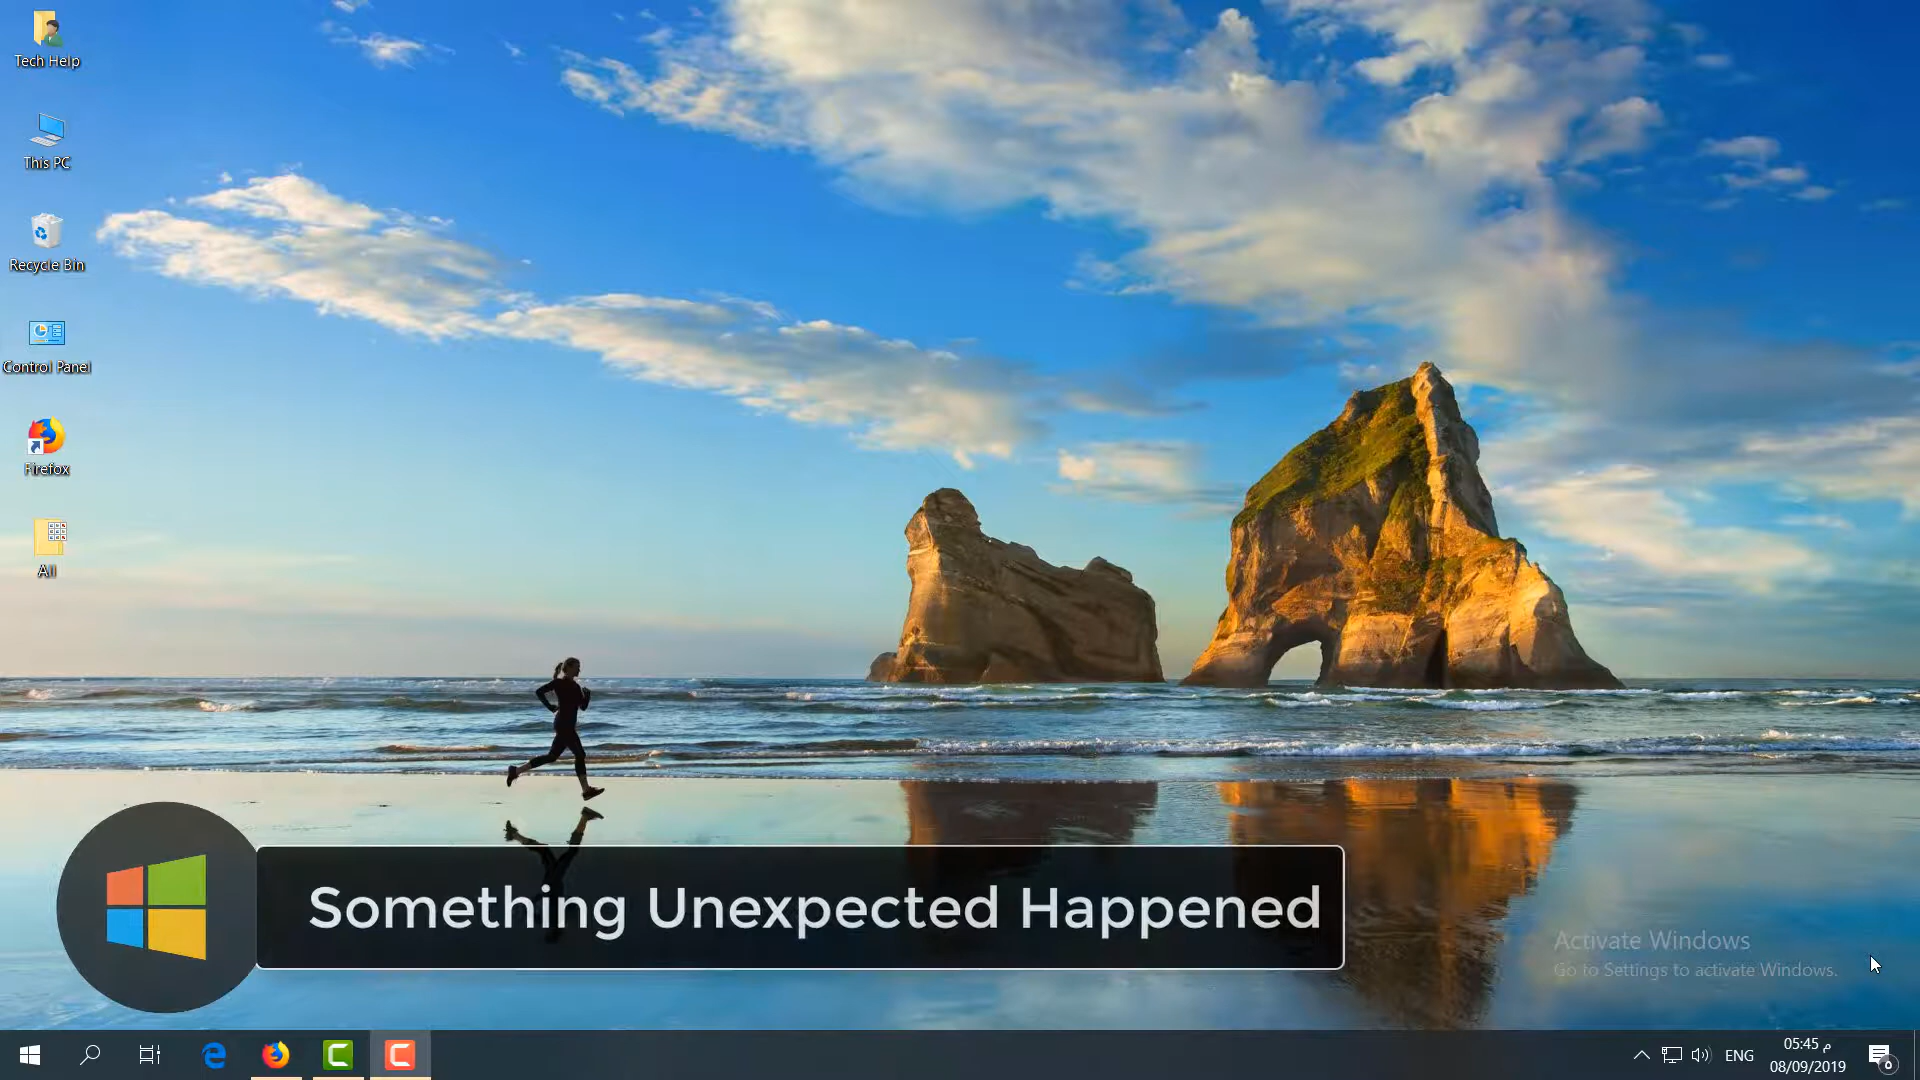 Tech Help
This PC
Recycle Bin
Control Panel
Firefox
All
Something Unexpected Happened
Activate Windows
Go to Settings to activate Windows.
ENG
05:45 م
08/09/2019
0